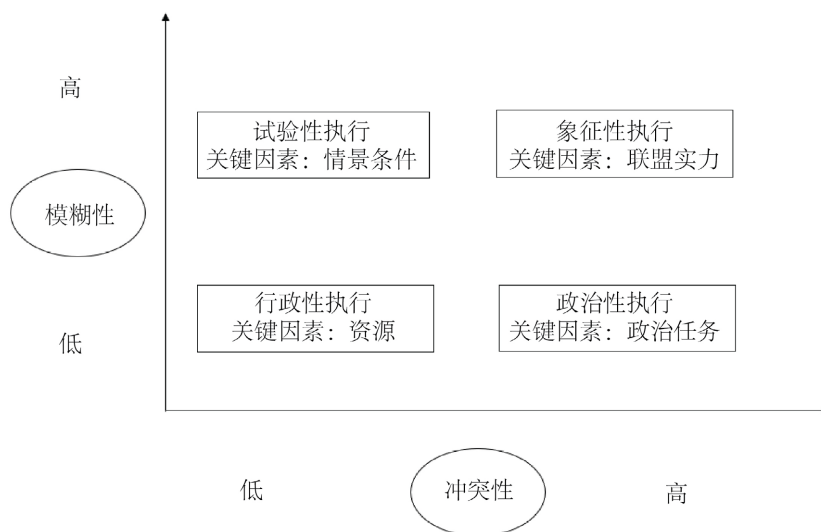 高
试验性执行
关键因素：情景条件
象征性执行
关键因素：联盟实力
模糊性
行政性执行
关键因素：资源
政治性执行
关键因素：政治任务
低
低
冲突性
高